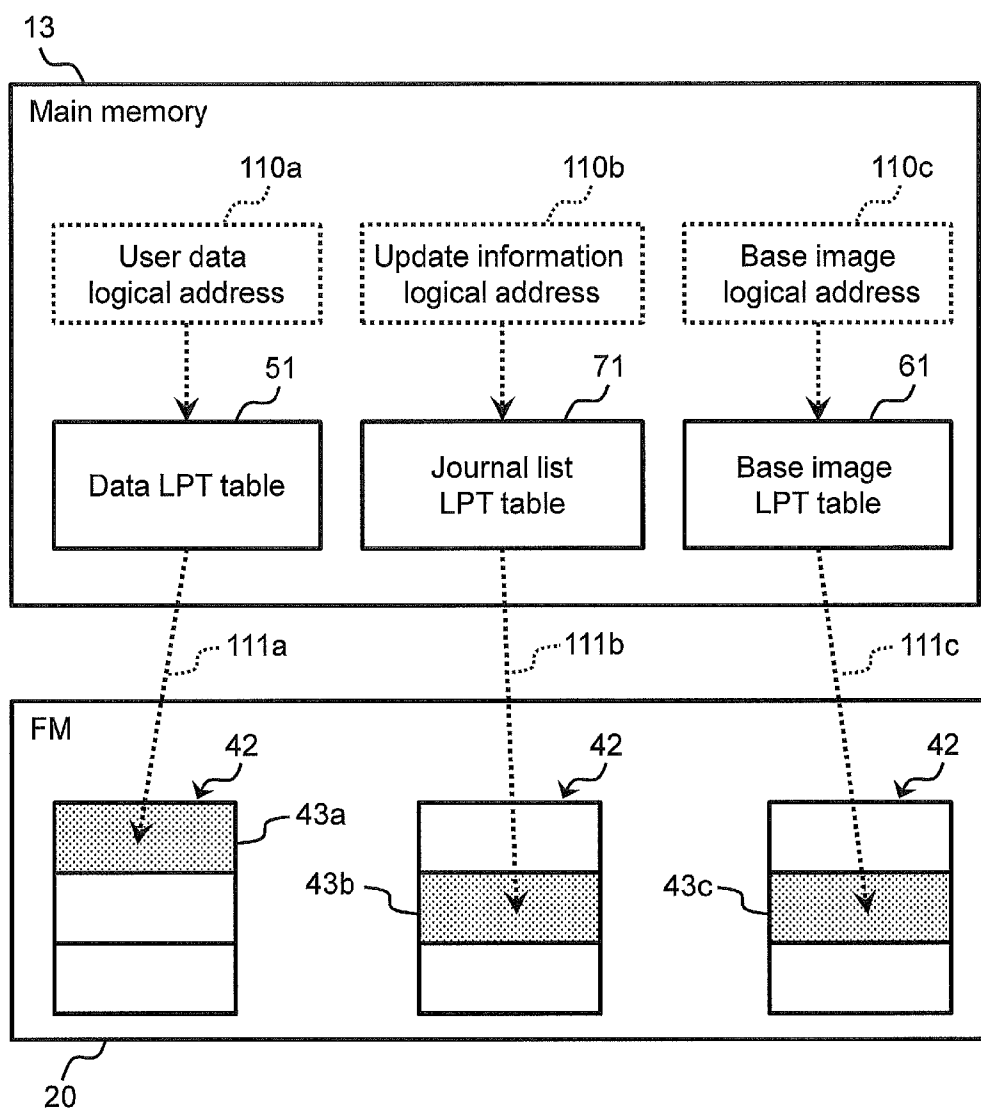 13
Main memory
110a
110b
110c
User data
logical address
Update information
logical address
Base image
logical address
51
71
61
Data LPT table
Journal list
LPT table
Base image
LPT table
111a
111b
111c
FM
42
42
42
43a
43b
43c
20